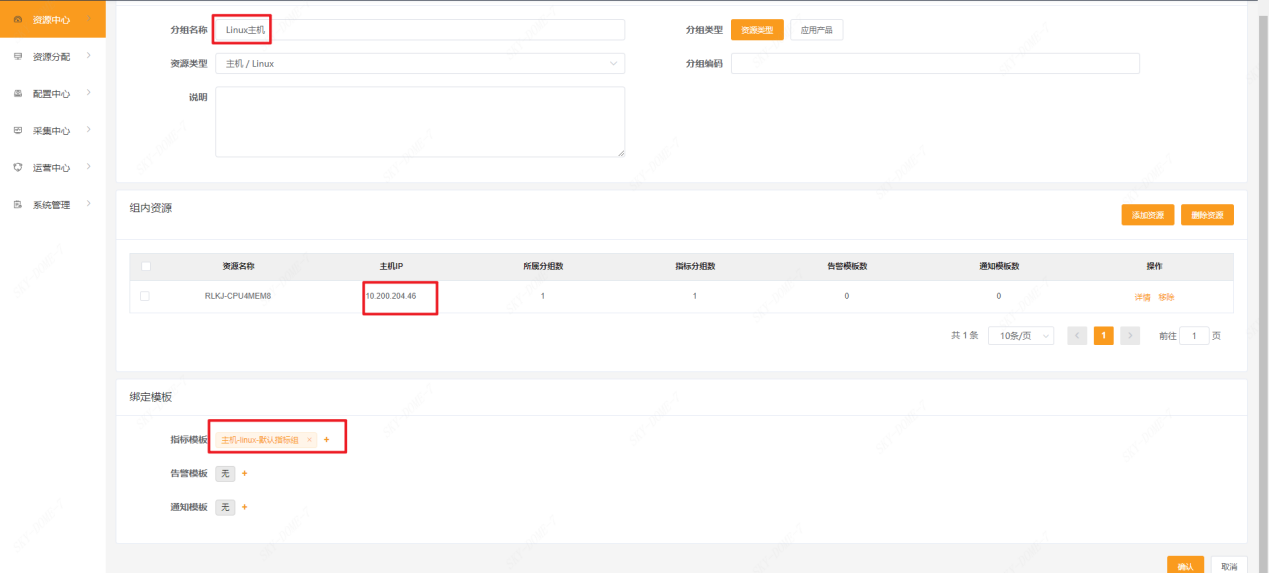 资源中心
资源分配
配置中心
采集中心
运营中心
系统管理
分组名称 Linux主机 分组类型 资源类型 应用产品
资源类型 主机 / Linux 分组编码
说明
组内资源 添加资源 删除资源
资源名称 主机IP 所属分组数 指标分组数 告警模板数 通知模板数 操作
RLKJ-CPU4MEM8 10.200.204.46 1 1 0 0 详情 移除
共 1 条 10条/页 < 1 > 前往 1 页
绑定模板
指标模板 主机-linux-默认指标组 × +
告警模板 无 +
通知模板 无 +
确认 取消